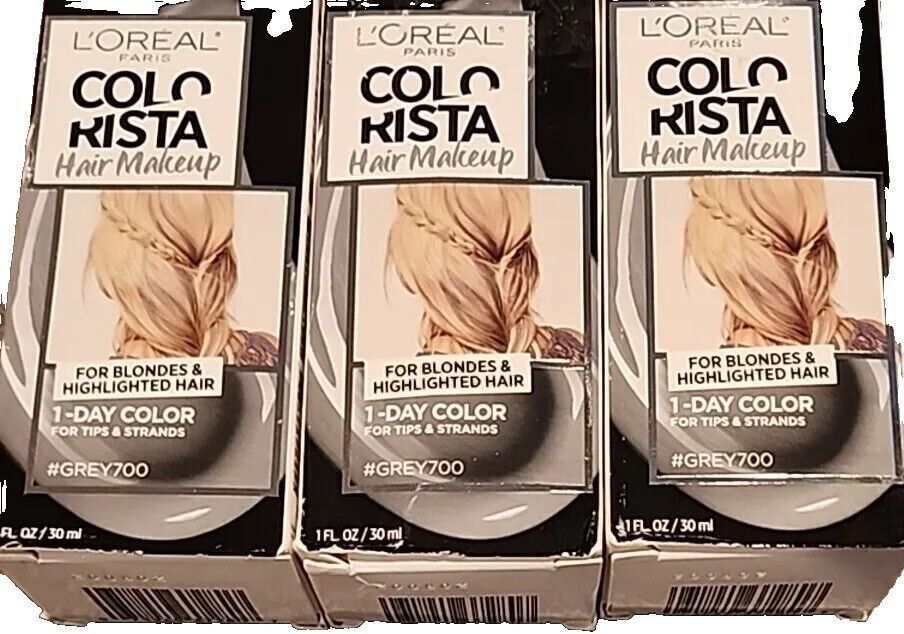 L'ORÉAL
PARIS
COLO
RISTA
Hair Makeup
FOR BLONDES &
HIGHLIGHTED HAIR
1-DAY COLOR
FOR TIPS & STRANDS
#GREY700
FL OZ/30 ml
L'ORÉAL
PARIS
COLO
RISTA
Hair Makeup
FOR BLONDES &
HIGHLIGHTED HAIR
1-DAY COLOR
FOR TIPS & STRANDS
#GREY700
1 FL OZ/30 ml
L'ORÉAL
PARIS
COLO
RISTA
Hair Makeup
FOR BLONDES &
HIGHLIGHTED HAIR
1-DAY COLOR
FOR TIPS & STRANDS
#GREY700
1 FL OZ/30 ml